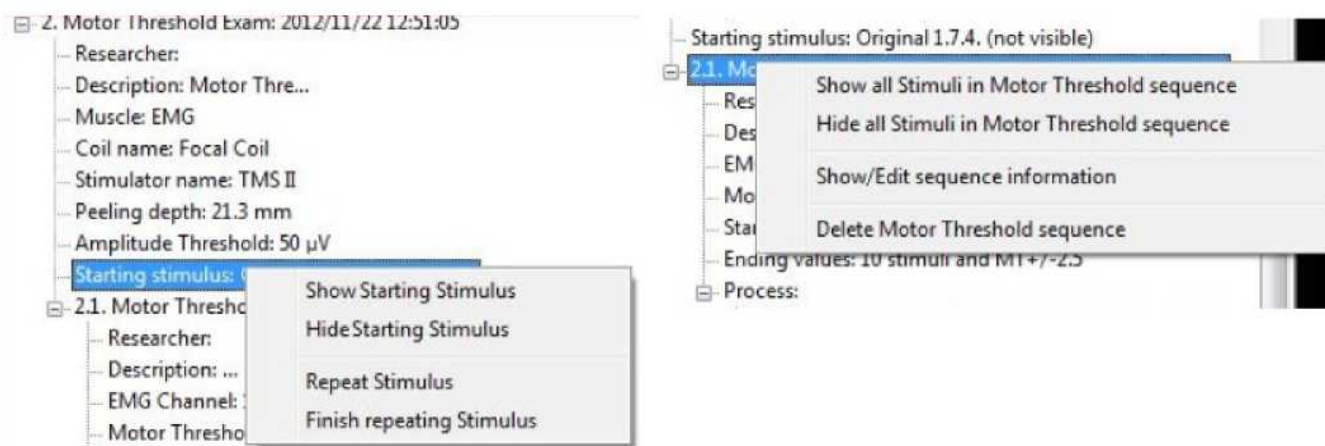 2. Motor Threshold Exam: 2012/11/22 12:51:05
Researcher:
Description: Motor Thre...
Muscle: EMG
Coil name: Focal Coil
Stimulator name: TMS II
Peeling depth: 21.3 mm
Amplitude Threshold: 50 µV
Starting stimulus:
Show Starting Stimulus
Hide Starting Stimulus
Repeat Stimulus
Finish repeating Stimulus
2.1. Motor Thresho
Researcher:
Description: ...
EMG Channel:
Motor Thresho
Starting stimulus: Original 1.7.4. (not visible)
2.1. Mo
Show all Stimuli in Motor Threshold sequence
Hide all Stimuli in Motor Threshold sequence
Show/Edit sequence information
Delete Motor Threshold sequence
Res
Des
EM
Mo
Star
Ending values: 10 stimuli and MT+/-2.5
Process: